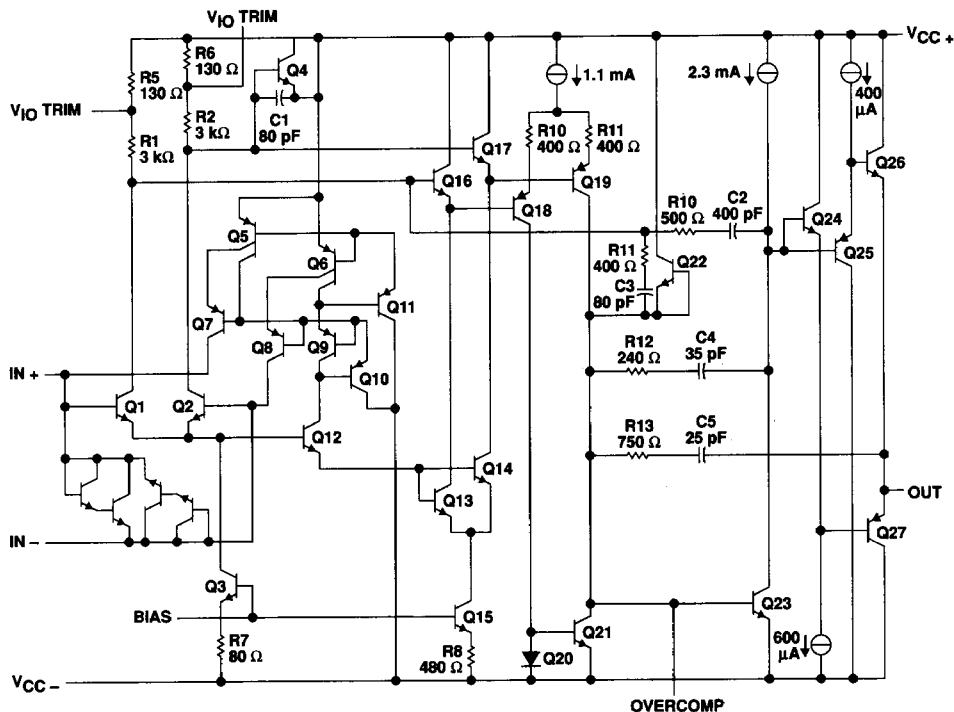 VIO TRIM
VCC +
R6
130 Ω
R5
130 Ω
Q4
1.1 mA
2.3 mA
400
μA
VIO TRIM
R2
3 kΩ
C1
80 pF
R1
3 kΩ
R10
400 Ω
R11
400 Ω
Q17
Q26
Q16
Q19
Q18
R10
500 Ω
C2
400 pF
Q24
Q5
Q6
R11
400 Ω
Q22
Q25
C3
80 pF
Q11
Q7
Q8
Q9
R12
240 Ω
C4
35 pF
IN +
Q10
Q1
Q2
Q12
R13
750 Ω
C5
25 pF
Q14
Q13
OUT
IN −
Q27
Q3
BIAS
Q15
Q21
Q23
R7
80 Ω
R8
480 Ω
Q20
600
μA
VCC −
OVERCOMP